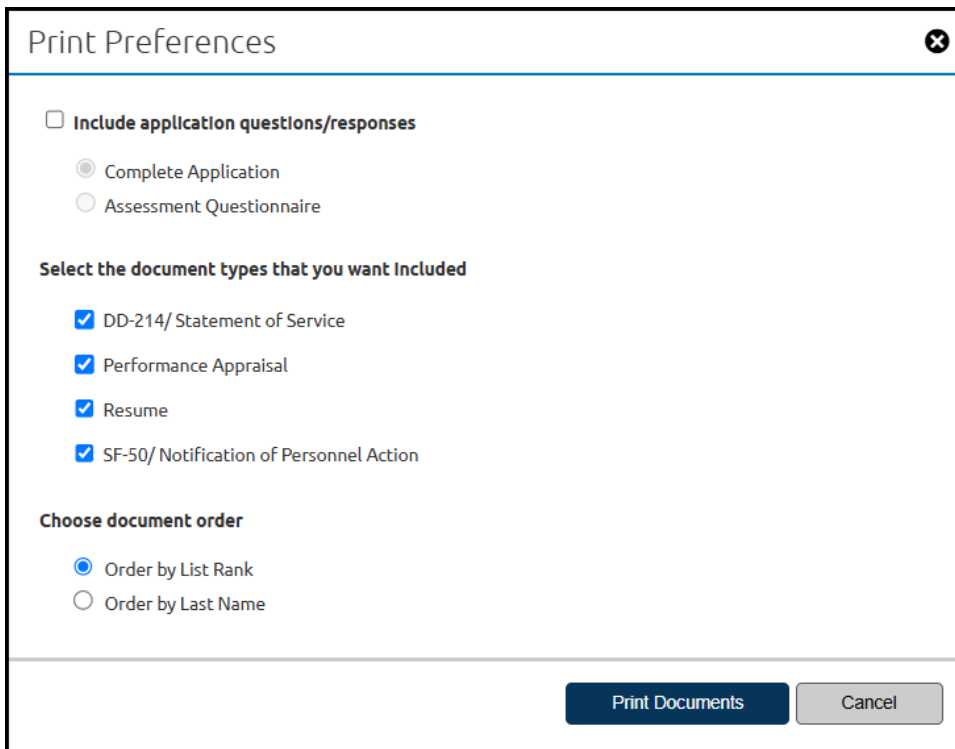 Print Preferences
Include application questions/responses
Complete Application
Assessment Questionnaire
Select the document types that you want included
DD-214/ Statement of Service
Performance Appraisal
Resume
SF-50/ Notification of Personnel Action
Choose document order
Order by List Rank
Order by Last Name
Print Documents Cancel